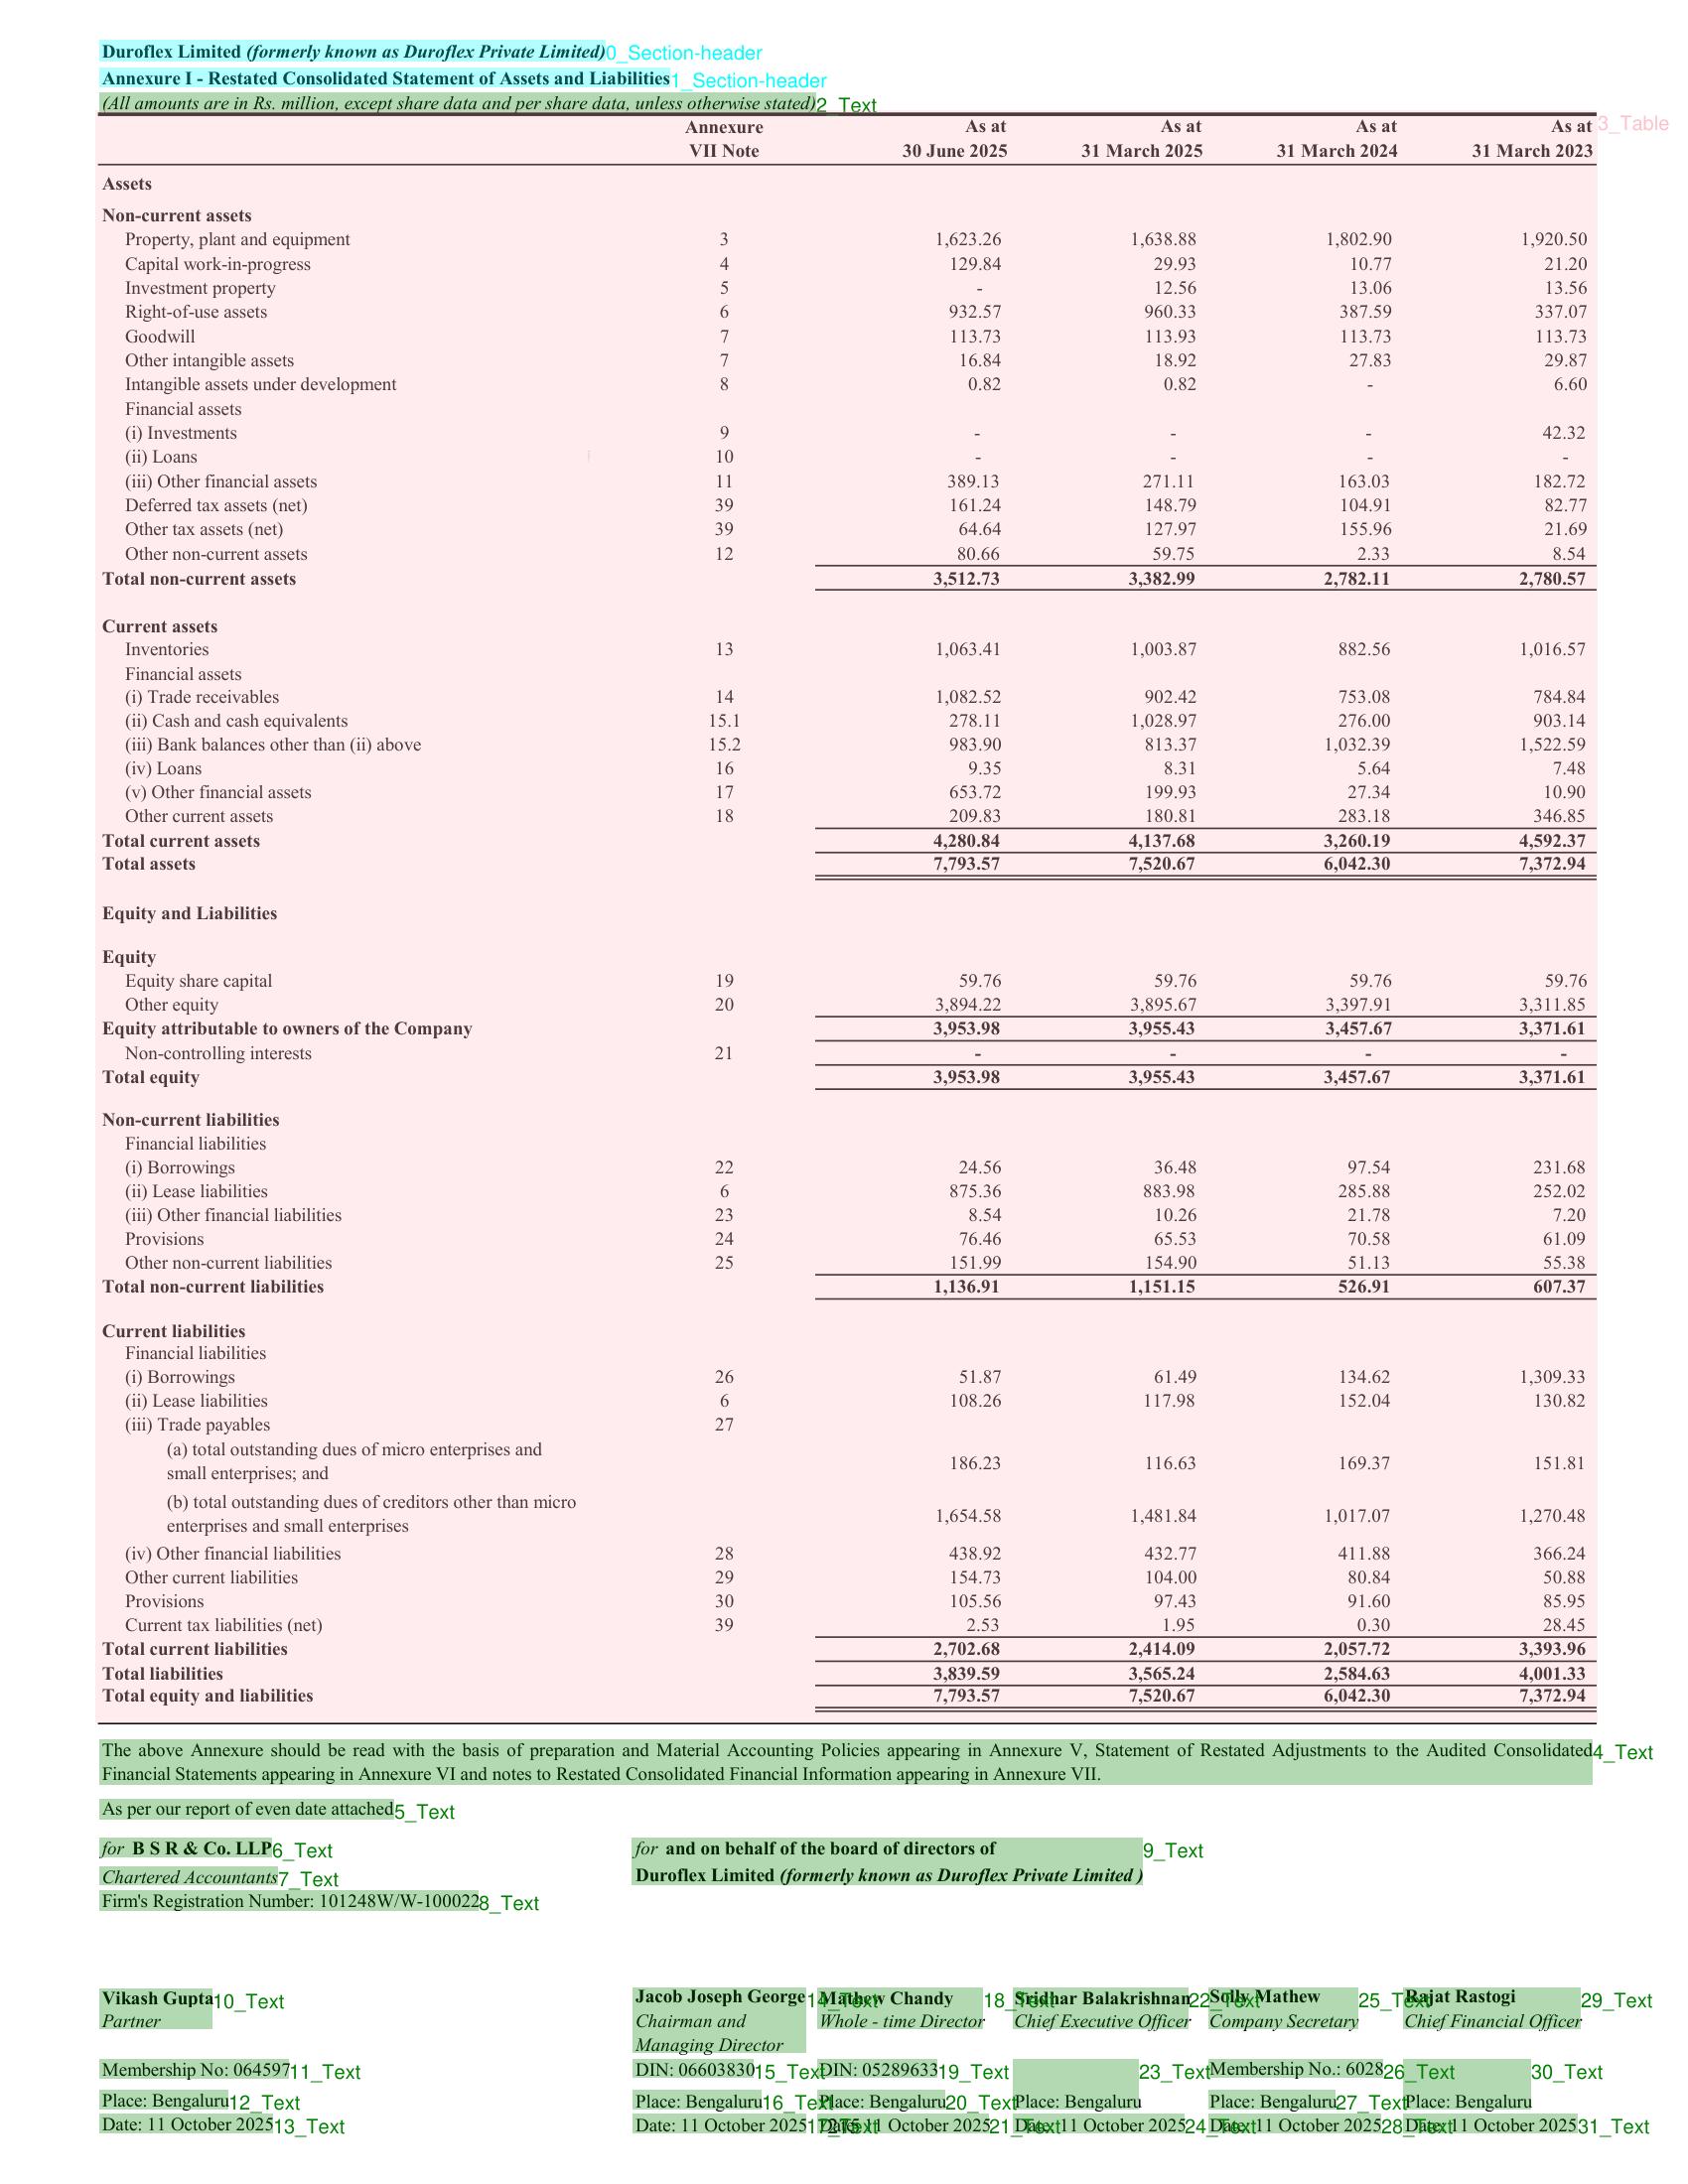 Duroflex Limited (formerly known as Duroflex Private Limited)0_Section-header
Annexure I - Restated Consolidated Statement of Assets and Liabilities1_Section-header
(All amounts are in Rs. million, except share data and per share data, unless otherwise stated)2_Text
Annexure As at As at As at As at 3_Table
VII Note 30 June 2025 31 March 2025 31 March 2024 31 March 2023
Assets
Non-current assets
Property, plant and equipment 3 1,623.26 1,638.88 1,802.90 1,920.50
Capital work-in-progress 4 129.84 29.93 10.77 21.20
Investment property 5 - 12.56 13.06 13.56
Right-of-use assets 6 932.57 960.33 387.59 337.07
Goodwill 7 113.73 113.93 113.73 113.73
Other intangible assets 7 16.84 18.92 27.83 29.87
Intangible assets under development 8 0.82 0.82 - 6.60
Financial assets
(i) Investments 9 - - - 42.32
(ii) Loans 10 - - - -
(iii) Other financial assets 11 389.13 271.11 163.03 182.72
Deferred tax assets (net) 39 161.24 148.79 104.91 82.77
Other tax assets (net) 39 64.64 127.97 155.96 21.69
Other non-current assets 12 80.66 59.75 2.33 8.54
Total non-current assets 3,512.73 3,382.99 2,782.11 2,780.57
Current assets
Inventories 13 1,063.41 1,003.87 882.56 1,016.57
Financial assets
(i) Trade receivables 14 1,082.52 902.42 753.08 784.84
(ii) Cash and cash equivalents 15.1 278.11 1,028.97 276.00 903.14
(iii) Bank balances other than (ii) above 15.2 983.90 813.37 1,032.39 1,522.59
(iv) Loans 16 9.35 8.31 5.64 7.48
(v) Other financial assets 17 653.72 199.93 27.34 10.90
Other current assets 18 209.83 180.81 283.18 346.85
Total current assets 4,280.84 4,137.68 3,260.19 4,592.37
Total assets 7,793.57 7,520.67 6,042.30 7,372.94
Equity and Liabilities
Equity
Equity share capital 19 59.76 59.76 59.76 59.76
Other equity 20 3,894.22 3,895.67 3,397.91 3,311.85
Equity attributable to owners of the Company 3,953.98 3,955.43 3,457.67 3,371.61
Non-controlling interests 21 - - - -
Total equity 3,953.98 3,955.43 3,457.67 3,371.61
Non-current liabilities
Financial liabilities
(i) Borrowings 22 24.56 36.48 97.54 231.68
(ii) Lease liabilities 6 875.36 883.98 285.88 252.02
(iii) Other financial liabilities 23 8.54 10.26 21.78 7.20
Provisions 24 76.46 65.53 70.58 61.09
Other non-current liabilities 25 151.99 154.90 51.13 55.38
Total non-current liabilities 1,136.91 1,151.15 526.91 607.37
Current liabilities
Financial liabilities
(i) Borrowings 26 51.87 61.49 134.62 1,309.33
(ii) Lease liabilities 6 108.26 117.98 152.04 130.82
(iii) Trade payables 27
(a) total outstanding dues of micro enterprises and
small enterprises; and 186.23 116.63 169.37 151.81
(b) total outstanding dues of creditors other than micro
enterprises and small enterprises 1,654.58 1,481.84 1,017.07 1,270.48
(iv) Other financial liabilities 28 438.92 432.77 411.88 366.24
Other current liabilities 29 154.73 104.00 80.84 50.88
Provisions 30 105.56 97.43 91.60 85.95
Current tax liabilities (net) 39 2.53 1.95 0.30 28.45
Total current liabilities 2,702.68 2,414.09 2,057.72 3,393.96
Total liabilities 3,839.59 3,565.24 2,584.63 4,001.33
Total equity and liabilities 7,793.57 7,520.67 6,042.30 7,372.94
The above Annexure should be read with the basis of preparation and Material Accounting Policies appearing in Annexure V, Statement of Restated Adjustments to the Audited Consolidated4_Text
Financial Statements appearing in Annexure VI and notes to Restated Consolidated Financial Information appearing in Annexure VII.
As per our report of even date attached5_Text
for B S R & Co. LLP6_Text for and on behalf of the board of directors of 9_Text
Chartered Accountants7_Text Duroflex Limited (formerly known as Duroflex Private Limited )
Firm's Registration Number: 101248W/W-1000228_Text
Vikash Gupta10_Text Jacob Joseph George14_Text Mathew Chandy 18_Text Sridhar Balakrishnan22_Text Solly Mathew 25_Text Rajat Rastogi 29_Text
Partner Chairman and Whole - time Director Chief Executive Officer Company Secretary Chief Financial Officer
Managing Director
Membership No: 06459711_Text DIN: 0660383015_Text DIN: 0528963319_Text 23_Text Membership No.: 602826_Text 30_Text
Place: Bengaluru12_Text Place: Bengaluru16_Text Place: Bengaluru20_Text Place: Bengaluru Place: Bengaluru27_Text Place: Bengaluru
Date: 11 October 202513_Text Date: 11 October 2025 Date: 11 October 202521_Text Date: 11 October 202524_Text Date: 11 October 202528_Text Date: 11 October 202531_Text